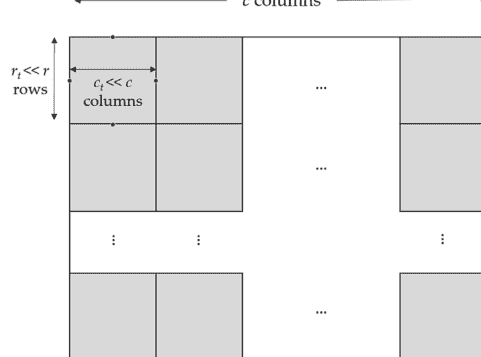 c columns
r_t << r
rows
c_t << c
columns
...
...
⋮ ⋮ ⋮
...